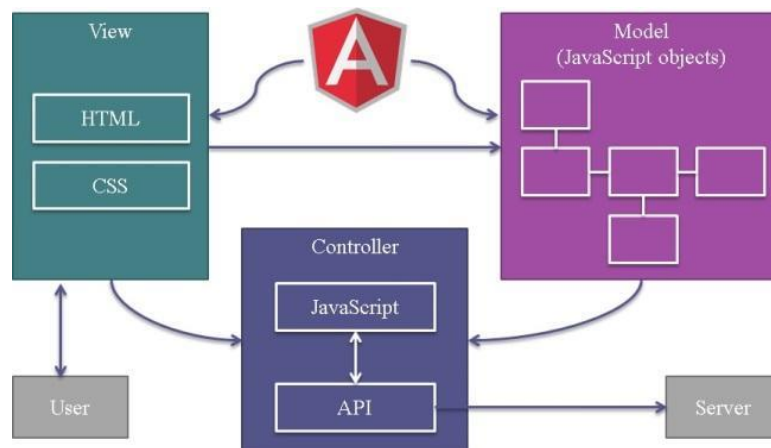 View
HTML
CSS
A
Model
(JavaScript objects)
Controller
JavaScript
API
User
Server